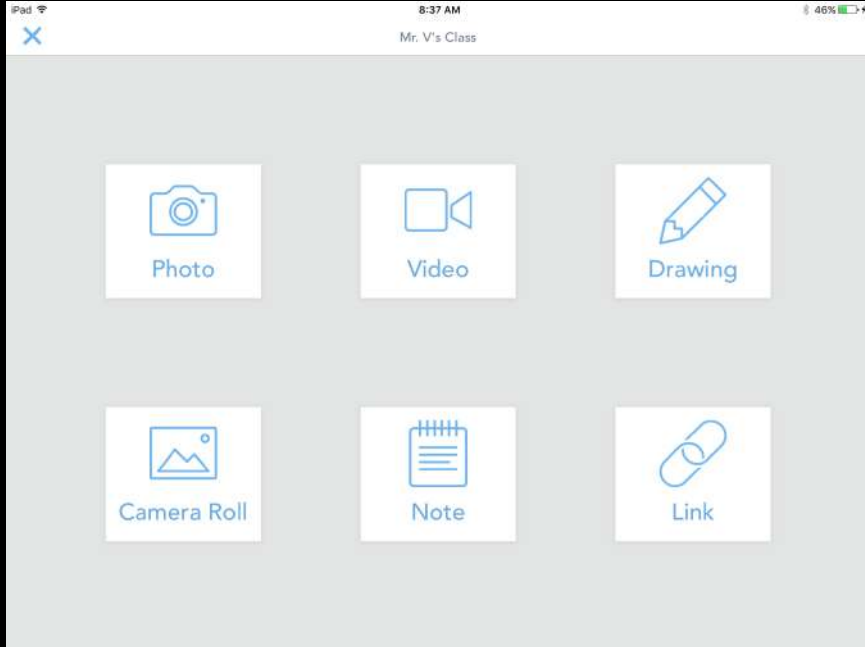 iPad
8:37 AM
46%
Mr. V's Class
Photo
Video
Drawing
Camera Roll
Note
Link